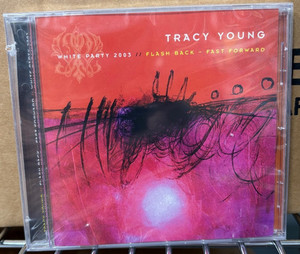 TRACY YOUNG
WHITE PARTY 2003 // FLASH BACK - FAST FORWARD